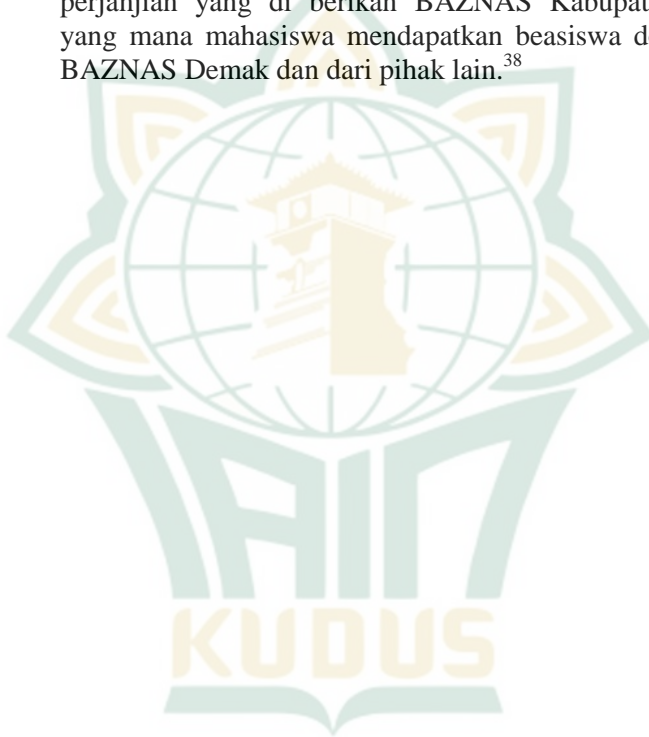 perjanjian yang di berikan BAZNAS Kabupat
yang mana mahasiswa mendapatkan beasiswa d
BAZNAS Demak dan dari pihak lain.³⁸
IAIN
KUDUS